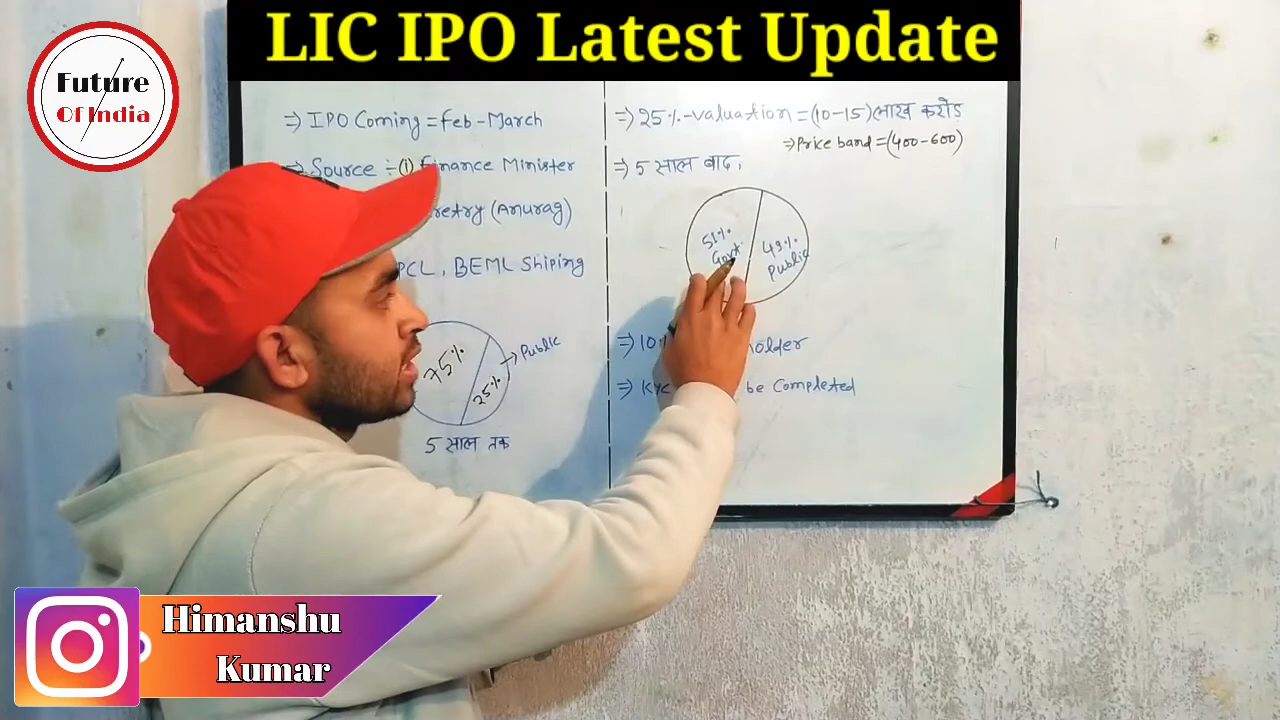 LIC IPO Latest Update
Future
Of India
⇒ IPO Coming = Feb - March
⇒ Source ÷ (i) Finance Minister
retry (Anurag)
PCL, BEML Shiping
75%
25%
→ Public
5 साल तक
⇒ 25% - valuation = (10-15) लाख करोड़
⇒ Price band = (400-600)
⇒ 5 साल बाद,
51%
Govt.
49%
Public
⇒ 10% holder
⇒ KYC be Completed
Himanshu
Kumar